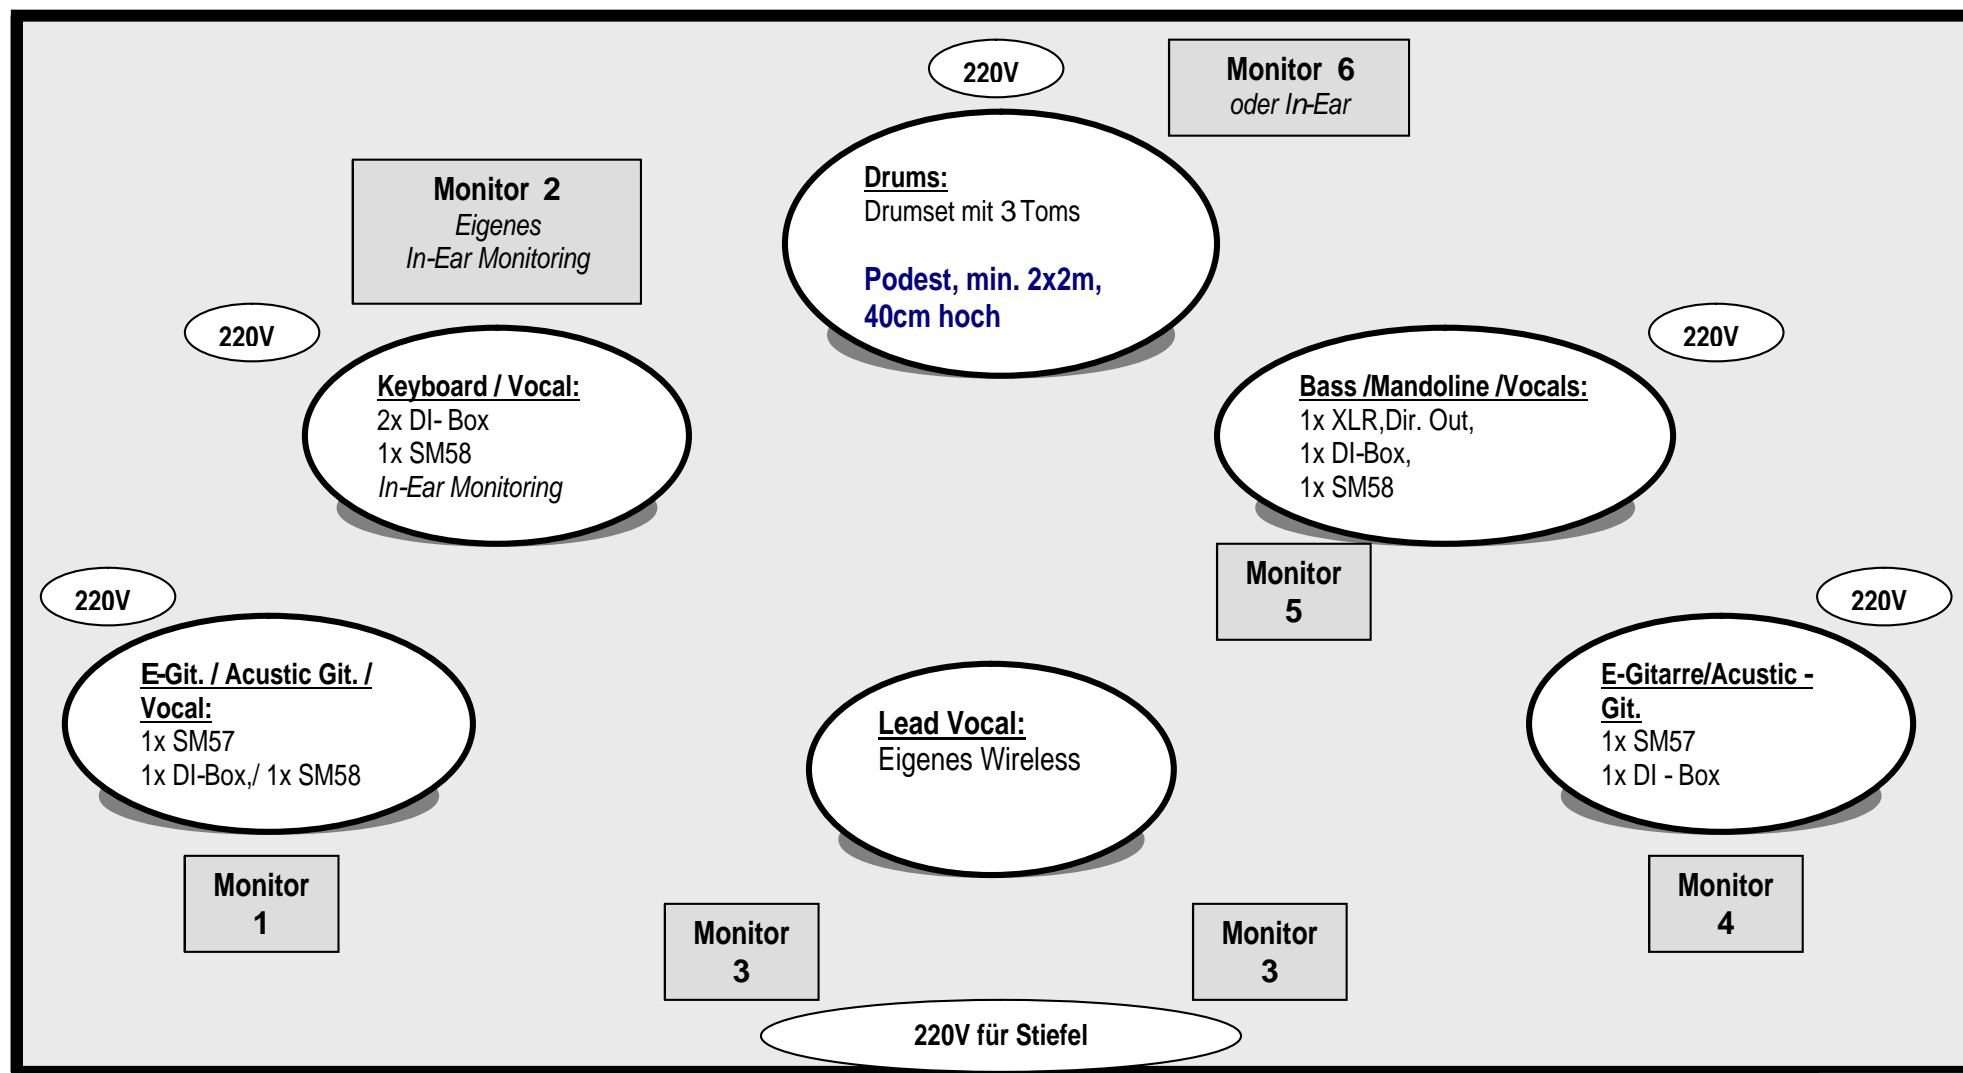 220V
Monitor 6
oder In-Ear
Monitor 2
Eigenes
In-Ear Monitoring
Drums:
Drumset mit 3 Toms
Podest, min. 2x2m,
40cm hoch
220V
220V
Keyboard / Vocal:
2x DI- Box
1x SM58
In-Ear Monitoring
Bass /Mandoline /Vocals:
1x XLR,Dir. Out,
1x DI-Box,
1x SM58
Monitor
5
220V
220V
E-Git. / Acustic Git. /
Vocal:
1x SM57
1x DI-Box,/ 1x SM58
Lead Vocal:
Eigenes Wireless
E-Gitarre/Acustic -
Git.
1x SM57
1x DI - Box
Monitor
1
Monitor
3
Monitor
3
Monitor
4
220V für Stiefel